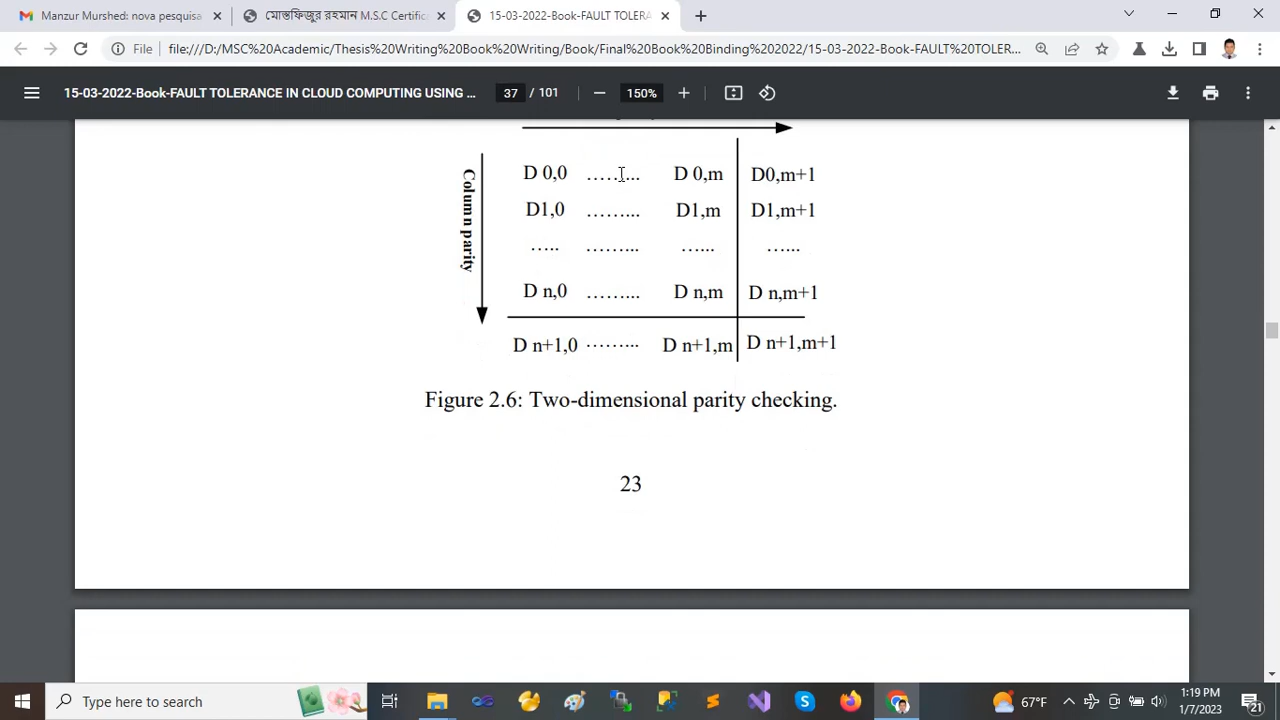 Manzur Murshed: nova pesquisa
মোস্তফিজুর রহমান M.S.C Certific
15-03-2022-Book-FAULT TOLERA
File file:///D:/MSC%20Academic/Thesis%20Writing%20Book%20Writing/Book/Final%20Book%20Binding%202022/15-03-2022-Book-FAULT%20TOLER...
15-03-2022-Book-FAULT TOLERANCE IN CLOUD COMPUTING USING ... 37 / 101 150%
Column parity
D 0,0 ……... D 0,m D0,m+1
D1,0 ……... D1,m D1,m+1
….. ……... …... …...
D n,0 ……... D n,m D n,m+1
D n+1,0 ……... D n+1,m D n+1,m+1
Figure 2.6: Two-dimensional parity checking.
23
Type here to search
67°F
1:19 PM
1/7/2023
21